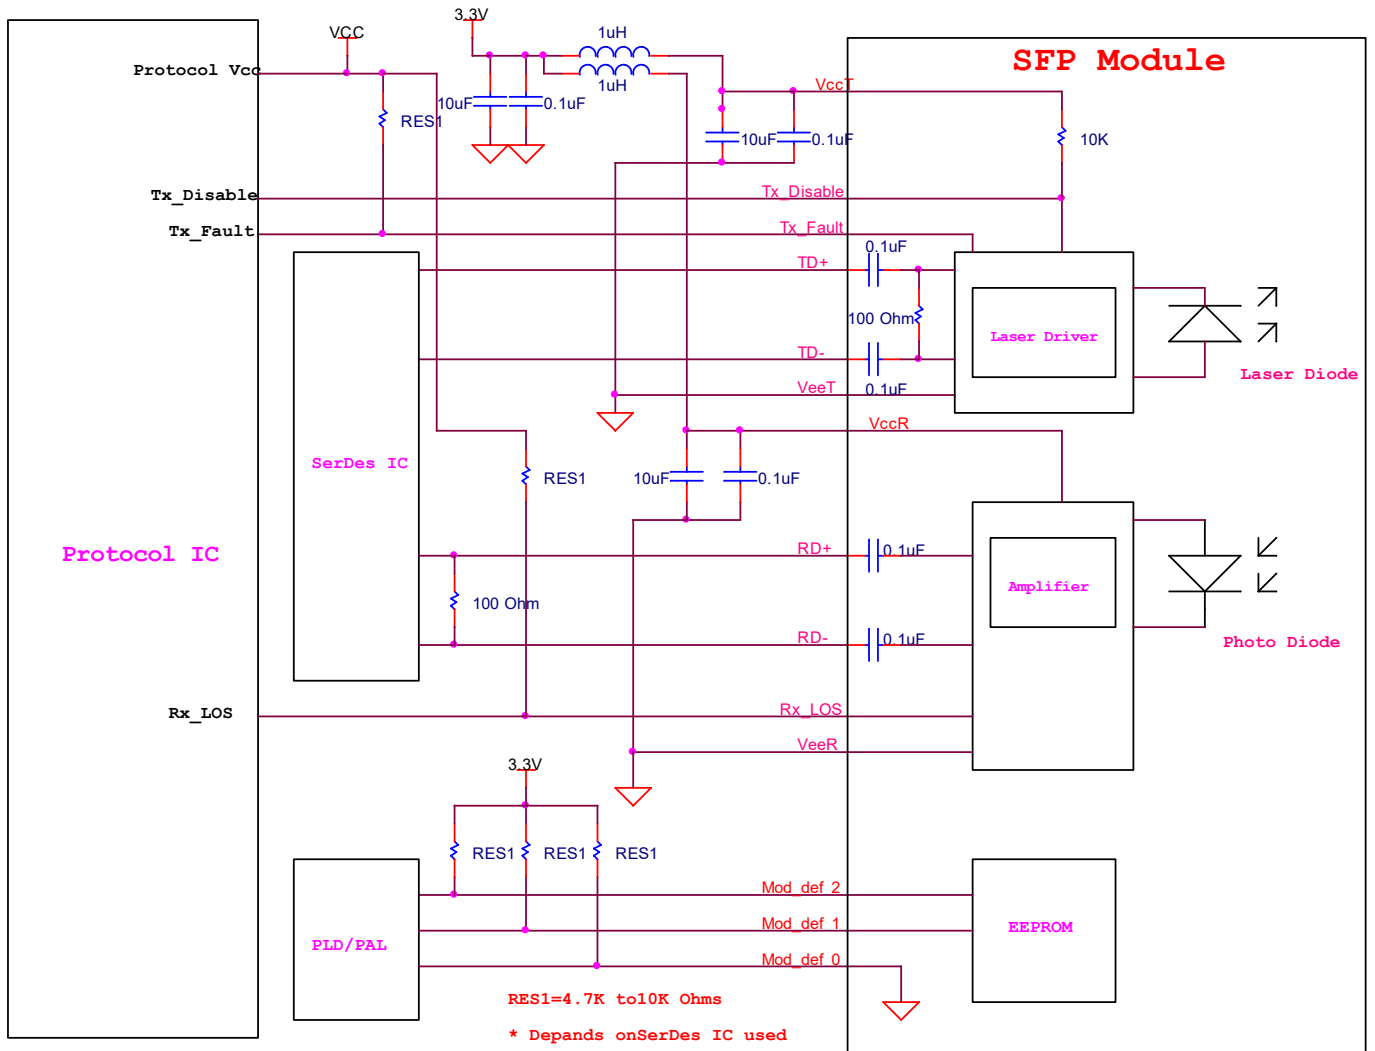 3.3V
VCC
1uH
SFP Module
Protocol Vcc
1uH
VccT
10uF
0.1uF
RES1
10uF
0.1uF
10K
Tx_Disable
Tx_Disable
Tx_Fault
Tx_Fault
0.1uF
TD+
100 Ohm
Laser Driver
TD-
Laser Diode
VeeT
0.1uF
VccR
SerDes IC
RES1
10uF
0.1uF
Protocol IC
RD+
0.1uF
Amplifier
100 Ohm
RD-
0.1uF
Photo Diode
Rx_LOS
Rx_LOS
VeeR
3.3V
RES1
RES1
RES1
Mod_def 2
Mod_def 1
EEPROM
PLD/PAL
Mod_def 0
RES1=4.7K to10K Ohms
* Depands onSerDes IC used